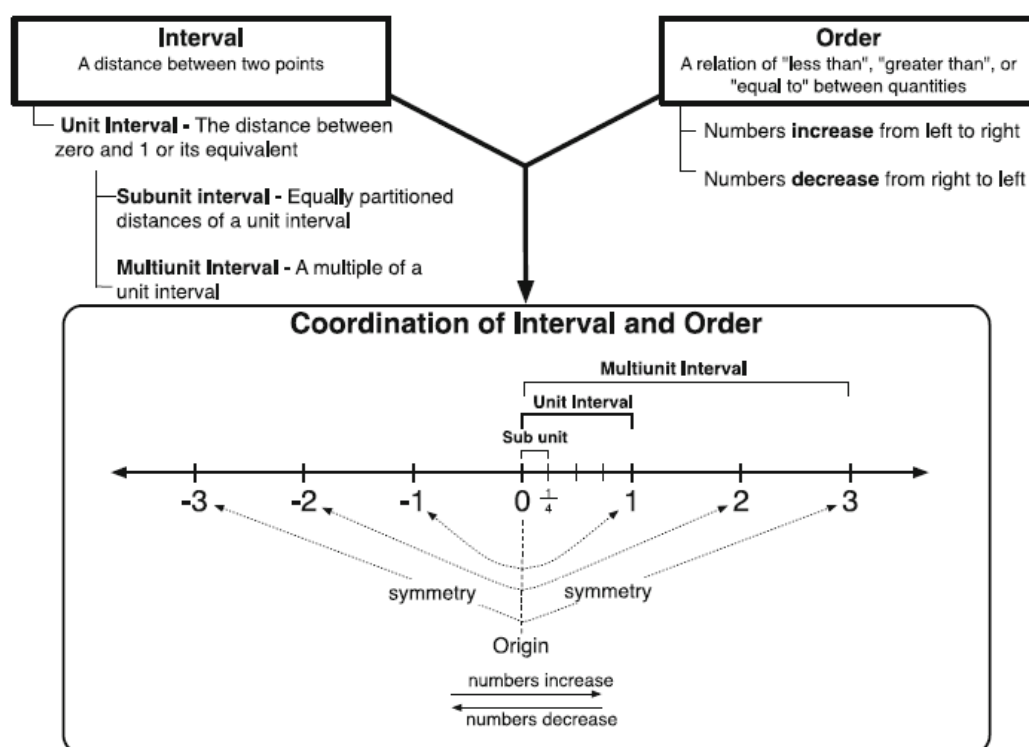 Interval
A distance between two points
Unit Interval - The distance between
zero and 1 or its equivalent
Subunit interval - Equally partitioned
distances of a unit interval
Multiunit Interval - A multiple of a
unit interval
Order
A relation of "less than", "greater than", or
"equal to" between quantities
Numbers increase from left to right
Numbers decrease from right to left
Coordination of Interval and Order
Multiunit Interval
Unit Interval
Sub unit
-3 -2 -1 0 1/4 1 2 3
symmetry symmetry
Origin
numbers increase
numbers decrease